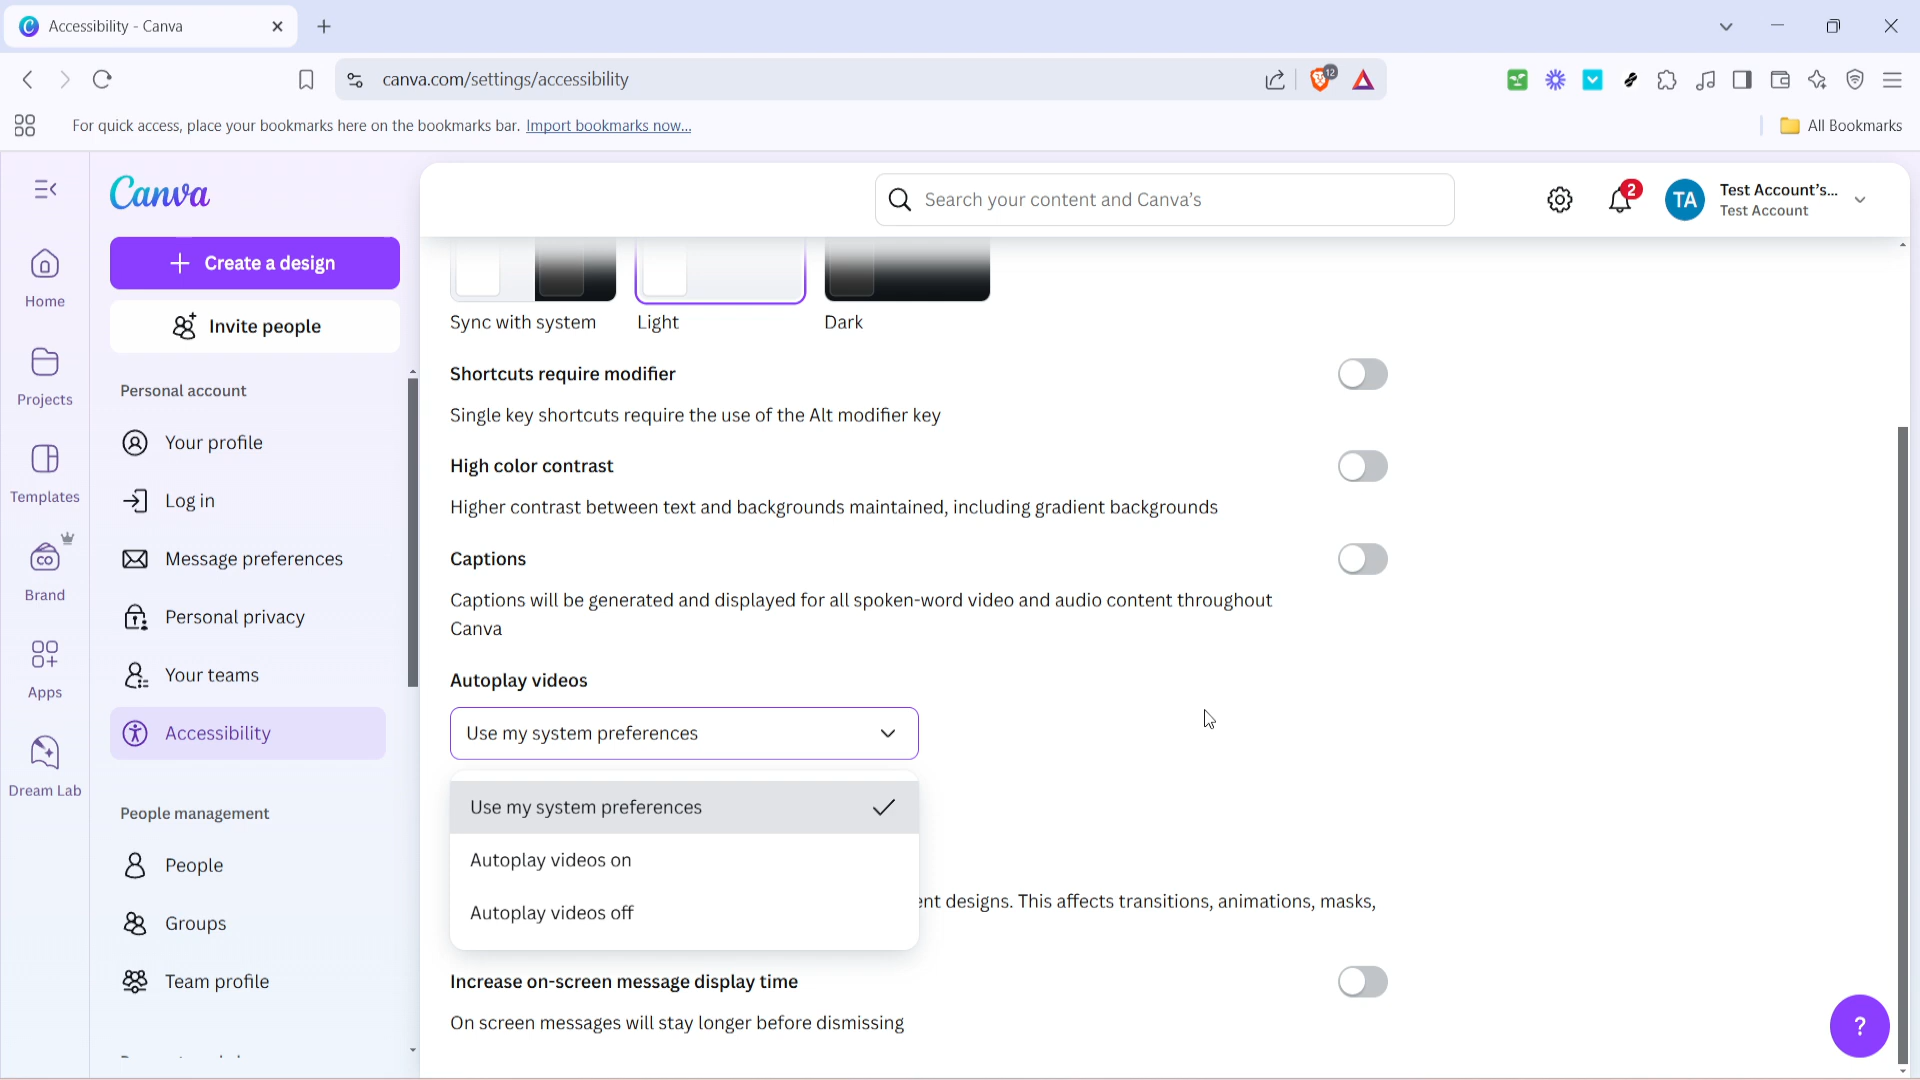 Accessibility - Canva
canva.com/settings/accessibility
12
For quick access, place your bookmarks here on the bookmarks bar. Import bookmarks now...
All Bookmarks
Canva
Search your content and Canva's
2
TA
Test Account's...
Test Account
Home
Projects
Templates
CO
Brand
Apps
Dream Lab
Create a design
Invite people
Personal account
Your profile
Log in
Message preferences
Personal privacy
Your teams
Accessibility
People management
People
Groups
Team profile
Sync with system
Light
Dark
Shortcuts require modifier
Single key shortcuts require the use of the Alt modifier key
High color contrast
Higher contrast between text and backgrounds maintained, including gradient backgrounds
Captions
Captions will be generated and displayed for all spoken-word video and audio content throughout
Canva
Autoplay videos
Use my system preferences
Use my system preferences
Autoplay videos on
Autoplay videos off
designs. This affects transitions, animations, masks,
Increase on-screen message display time
On screen messages will stay longer before dismissing
?